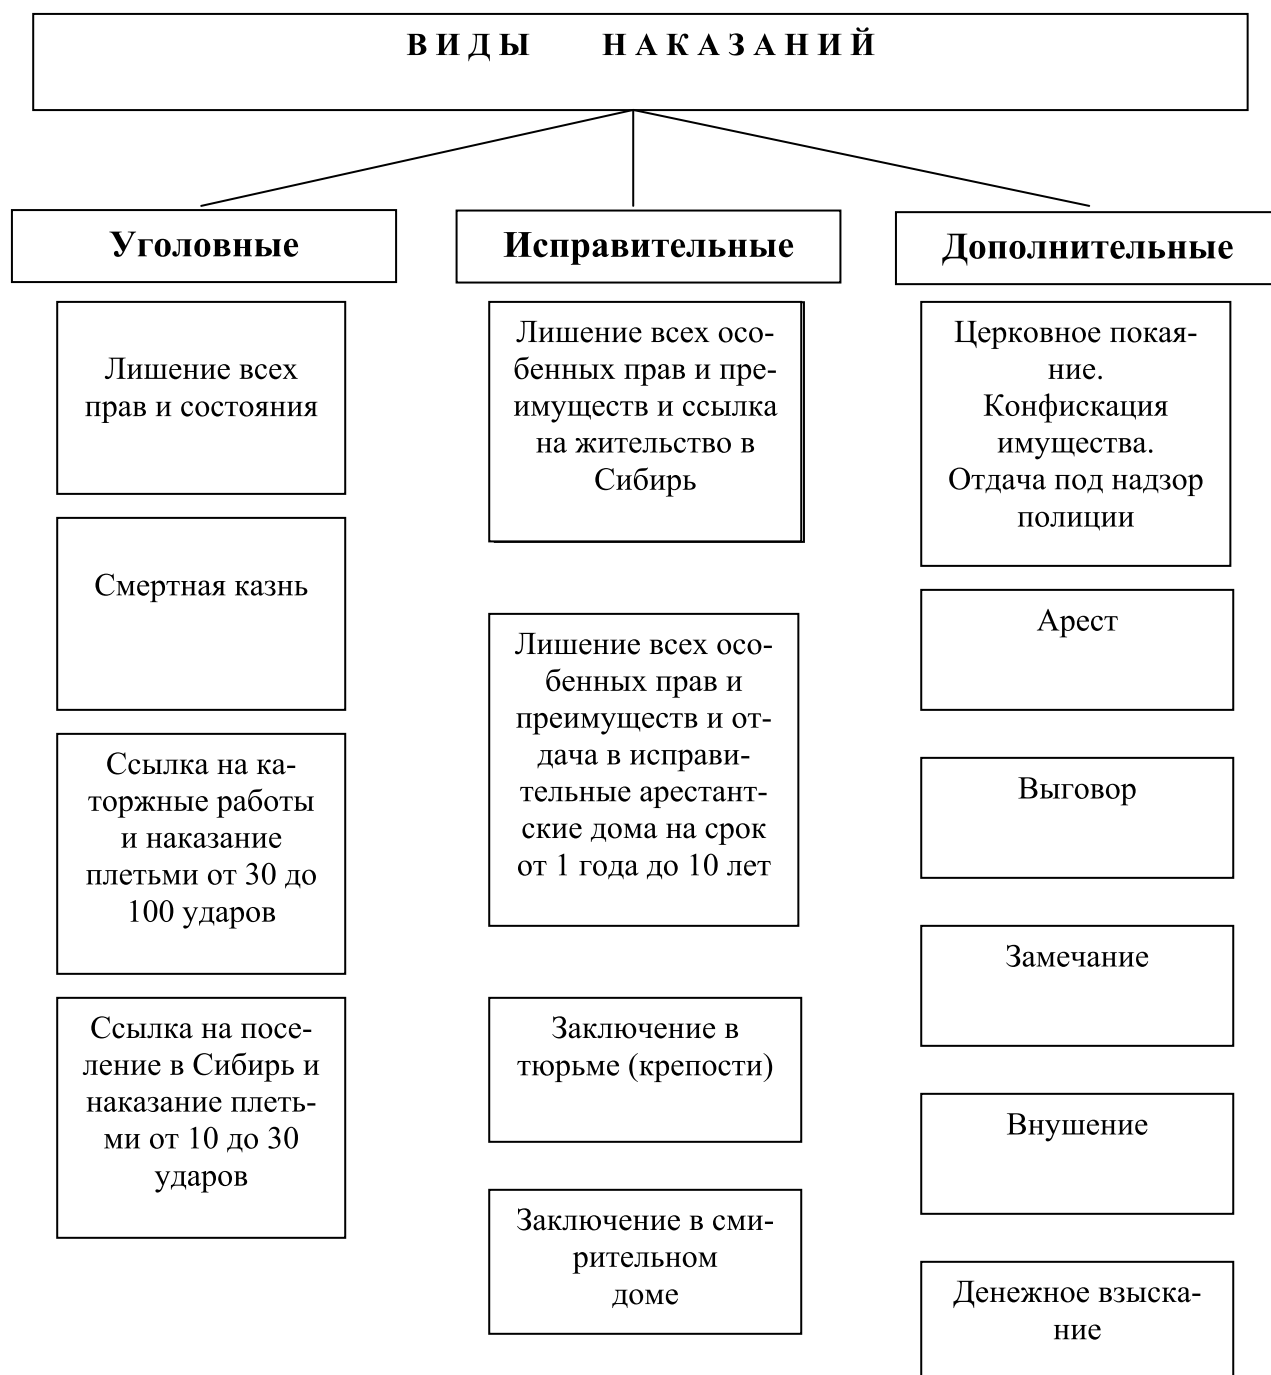 ВИДЫ НАКАЗАНИЙ
Уголовные
Лишение всех
прав и состояния
Смертная казнь
Ссылка на ка-
торжные работы
и наказание
плетьми от 30 до
100 ударов
Ссылка на посе-
ление в Сибирь и
наказание плеть-
ми от 10 до 30
ударов
Исправительные
Лишение всех осо-
бенных прав и пре-
имуществ и ссылка
на жительство в
Сибирь
Лишение всех осо-
бенных прав и
преимуществ и от-
дача в исправи-
тельные арестант-
ские дома на срок
от 1 года до 10 лет
Заключение в
тюрьме (крепости)
Заключение в сми-
рительном
доме
Дополнительные
Церковное покая-
ние.
Конфискация
имущества.
Отдача под надзор
полиции
Арест
Выговор
Замечание
Внушение
Денежное взыска-
ние